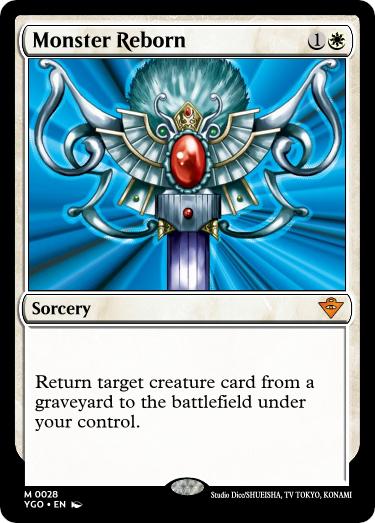 Monster Reborn 1
Sorcery
Return target creature card from a
graveyard to the battlefield under
your control.
M 0028
YGO • EN
Studio Dice/SHUEISHA, TV TOKYO, KONAMI